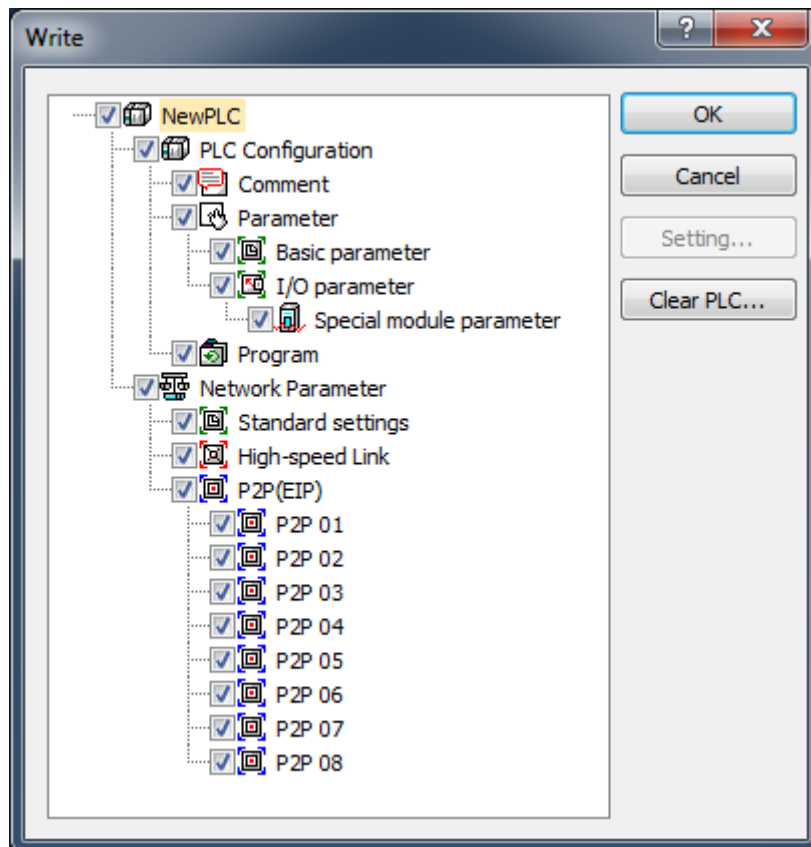 Write
NewPLC
PLC Configuration
Comment
Parameter
Basic parameter
I/O parameter
Special module parameter
Program
Network Parameter
Standard settings
High-speed Link
P2P(EIP)
P2P 01
P2P 02
P2P 03
P2P 04
P2P 05
P2P 06
P2P 07
P2P 08
OK
Cancel
Setting...
Clear PLC...